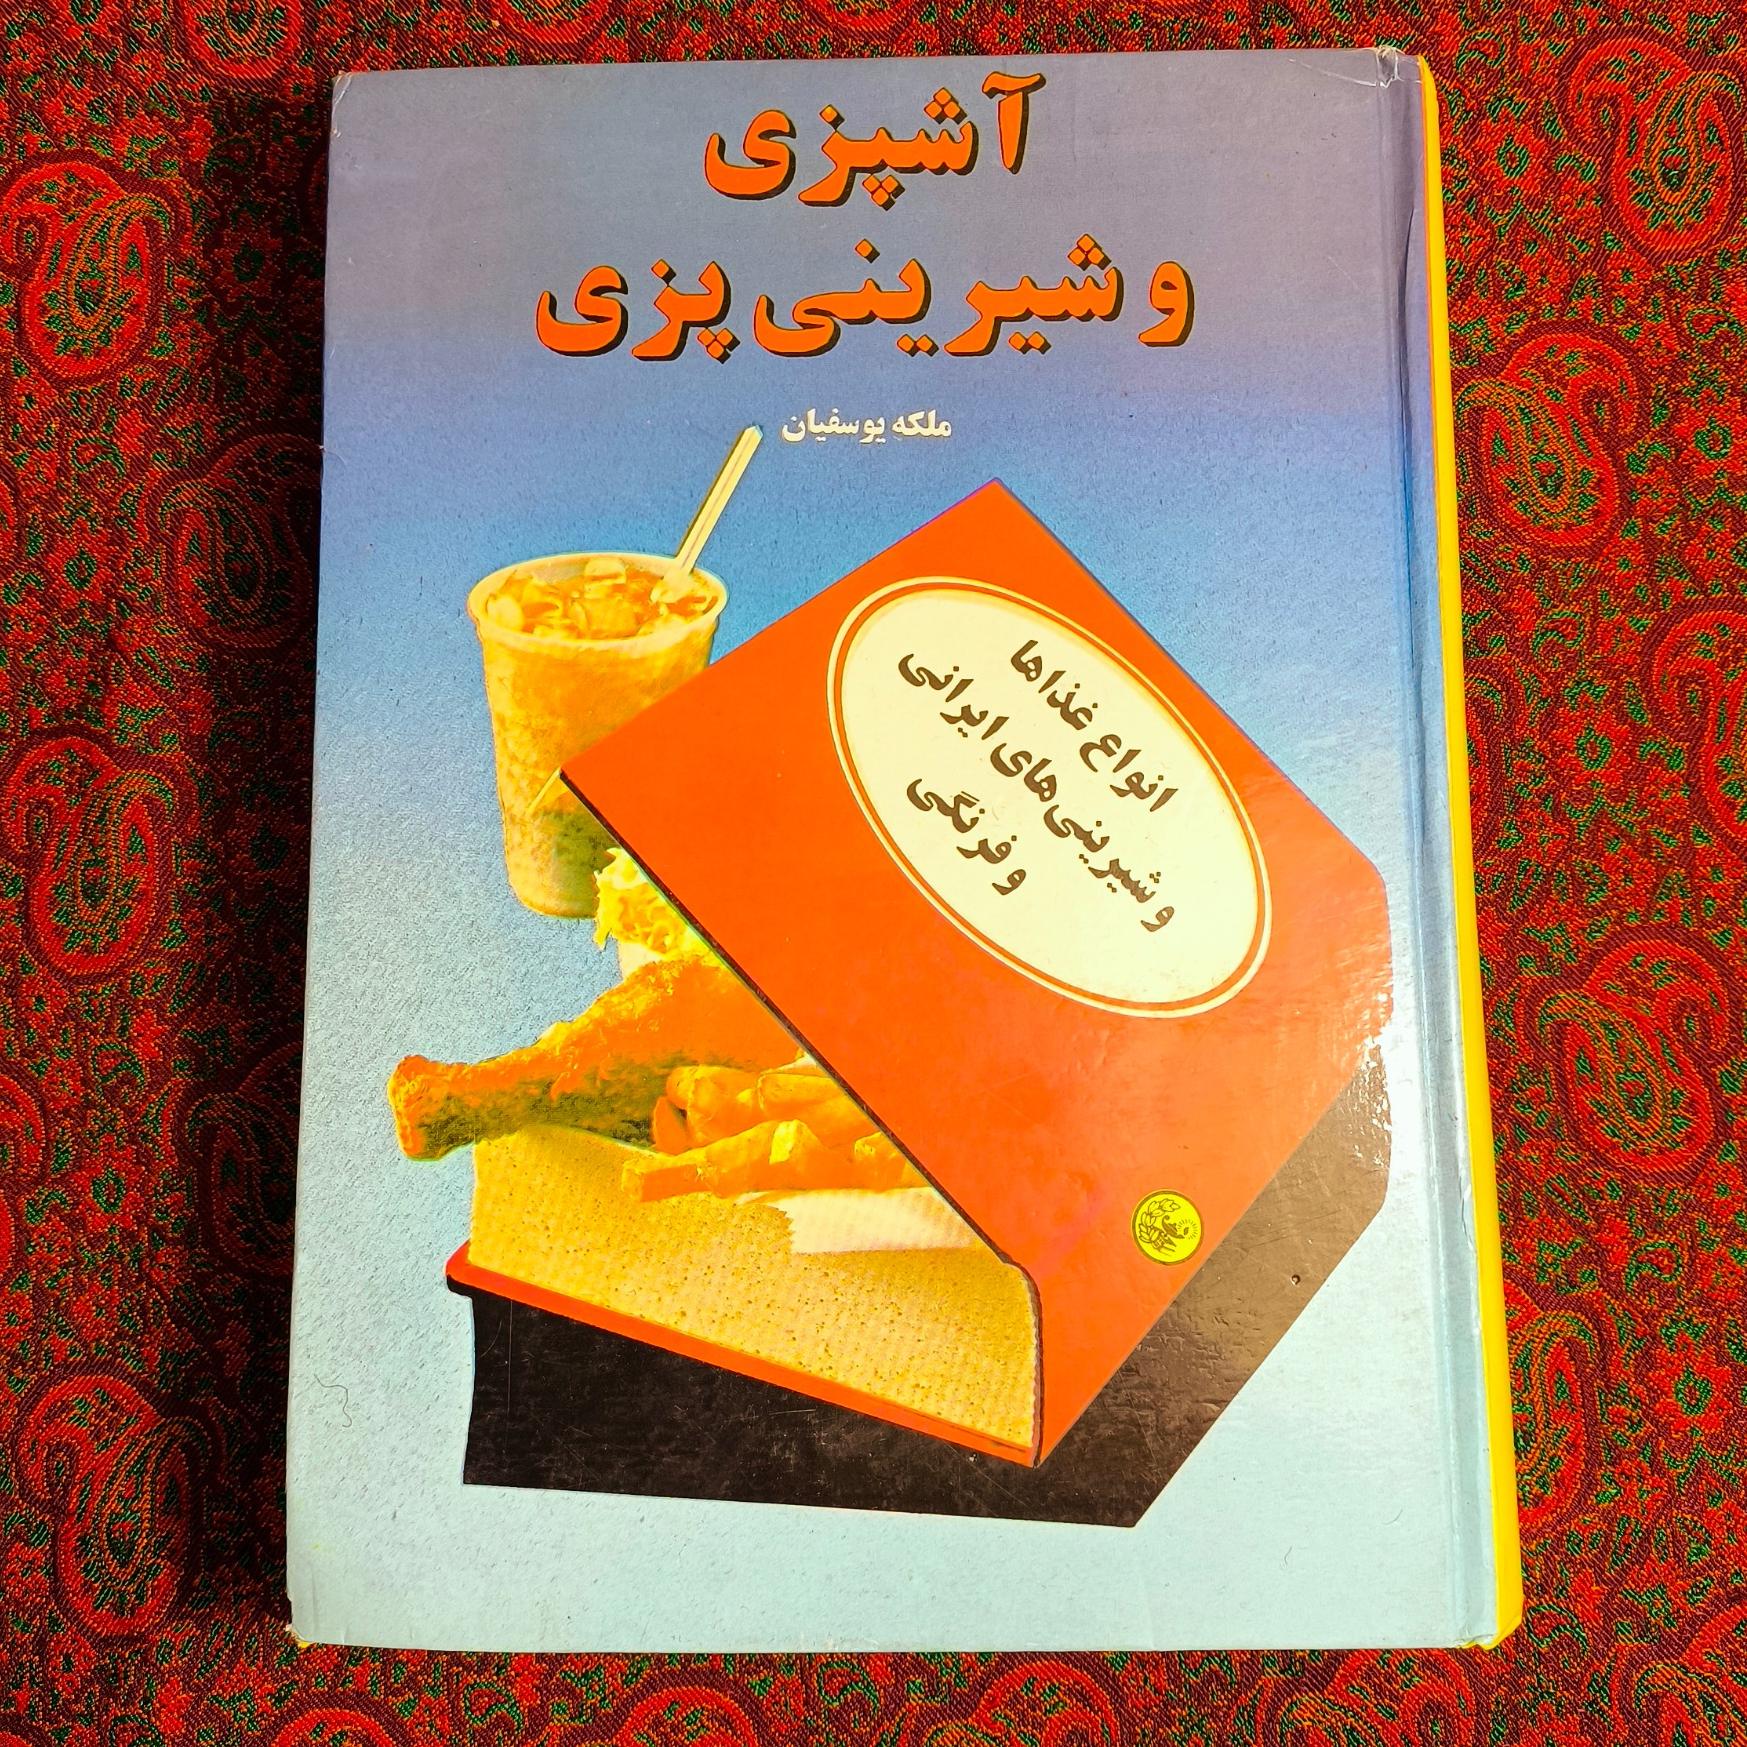 آشپزی
و شیرینی پزی
ملکه یوسفیان
انواع غذاها
و شیرینی‌های ایرانی
و فرنگی